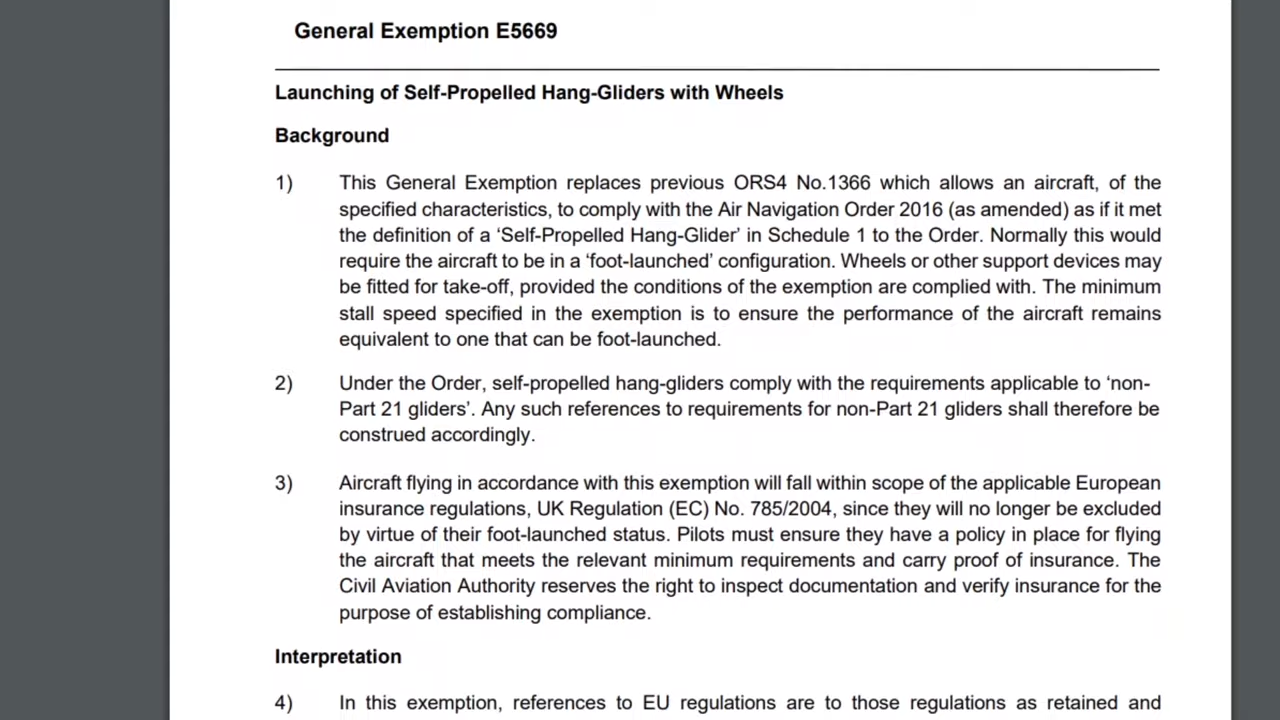 General Exemption E5669
Launching of Self-Propelled Hang-Gliders with Wheels
Background
1) This General Exemption replaces previous ORS4 No.1366 which allows an aircraft, of the
specified characteristics, to comply with the Air Navigation Order 2016 (as amended) as if it met
the definition of a ‘Self-Propelled Hang-Glider’ in Schedule 1 to the Order. Normally this would
require the aircraft to be in a ‘foot-launched’ configuration. Wheels or other support devices may
be fitted for take-off, provided the conditions of the exemption are complied with. The minimum
stall speed specified in the exemption is to ensure the performance of the aircraft remains
equivalent to one that can be foot-launched.
2) Under the Order, self-propelled hang-gliders comply with the requirements applicable to ‘non-
Part 21 gliders’. Any such references to requirements for non-Part 21 gliders shall therefore be
construed accordingly.
3) Aircraft flying in accordance with this exemption will fall within scope of the applicable European
insurance regulations, UK Regulation (EC) No. 785/2004, since they will no longer be excluded
by virtue of their foot-launched status. Pilots must ensure they have a policy in place for flying
the aircraft that meets the relevant minimum requirements and carry proof of insurance. The
Civil Aviation Authority reserves the right to inspect documentation and verify insurance for the
purpose of establishing compliance.
Interpretation
4) In this exemption, references to EU regulations are to those regulations as retained and